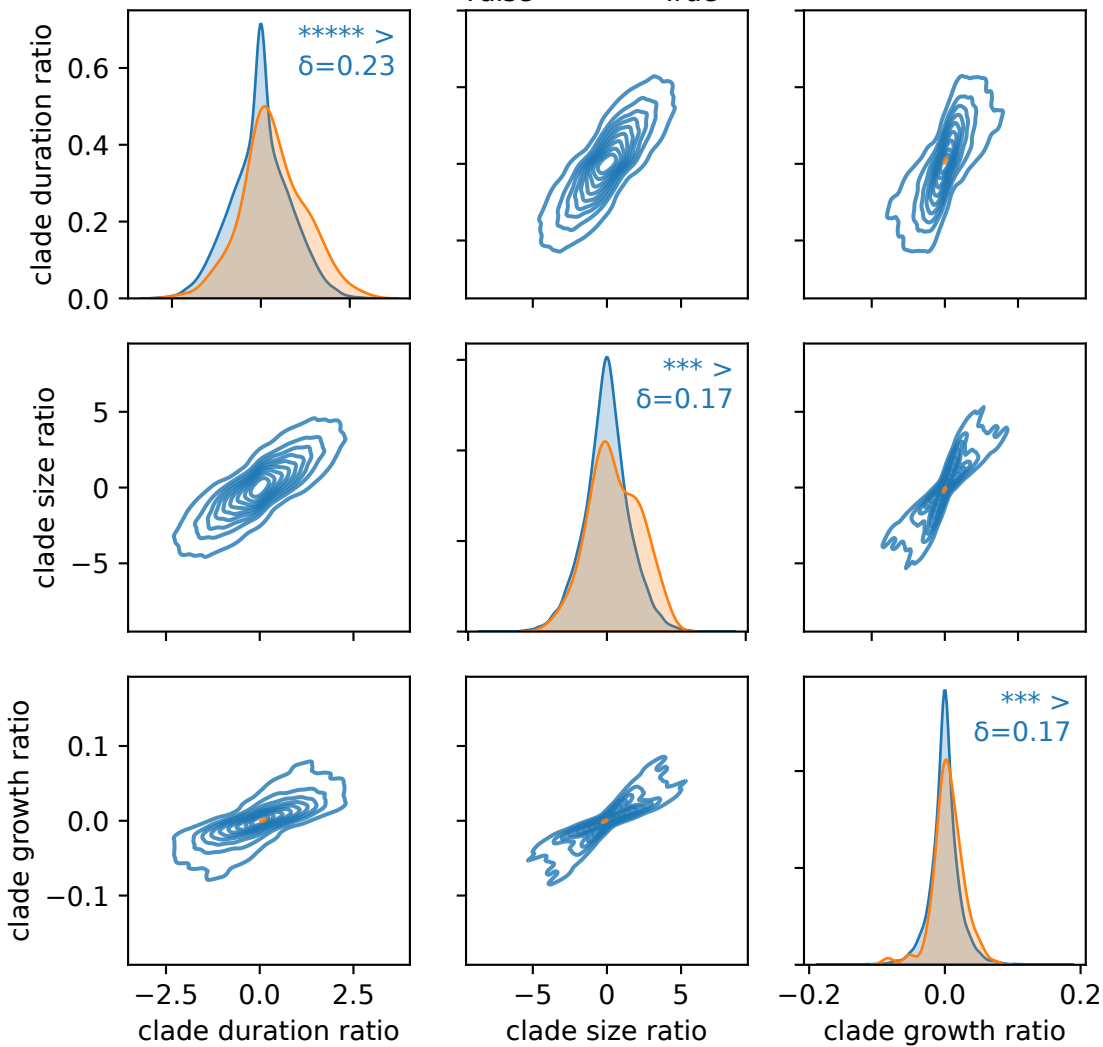 ***** >
δ=0.23
clade duration ratio
0.6
0.4
0.2
0.0
*** >
δ=0.17
clade size ratio
5
0
−5
*** >
δ=0.17
clade growth ratio
0.1
0.0
−0.1
−2.5 0.0 2.5
clade duration ratio
−5 0 5
clade size ratio
−0.2 0.0 0.2
clade growth ratio